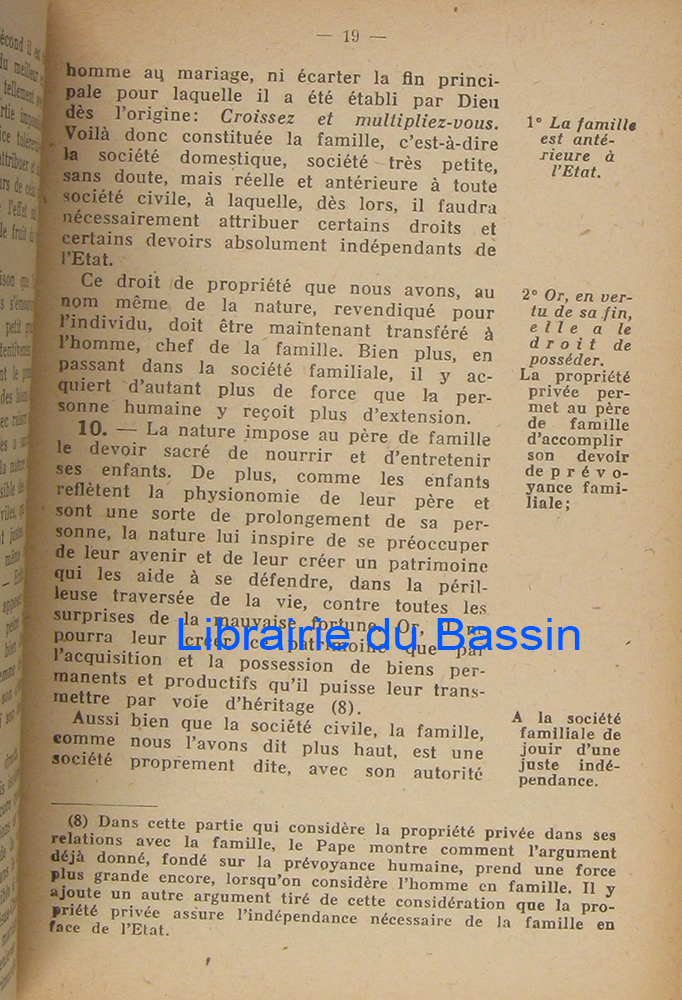 — 19 —
homme au mariage, ni écarter la fin princi-
pale pour laquelle il a été établi par Dieu
dès l'origine: Croissez et multipliez-vous.
Voilà donc constituée la famille, c'est-à-dire
la société domestique, société très petite,
sans doute, mais réelle et antérieure à toute
société civile, à laquelle, dès lors, il faudra
nécessairement attribuer certains droits et
certains devoirs absolument indépendants de
l'Etat.
1° La famille
est anté-
rieure à
l'Etat.
Ce droit de propriété que nous avons, au
nom même de la nature, revendiqué pour
l'individu, doit être maintenant transféré à
l'homme, chef de la famille. Bien plus, en
passant dans la société familiale, il y ac-
quiert d'autant plus de force que la per-
sonne humaine y reçoit plus d'extension.
2° Or, en ver-
tu de sa fin,
elle a le
droit de
posséder.
La propriété
privée per-
met au père
de famille
d'accomplir
son devoir
de prévo-
yance fami-
liale;
10. — La nature impose au père de famille
le devoir sacré de nourrir et d'entretenir
ses enfants. De plus, comme les enfants
reflètent la physionomie de leur père et
sont une sorte de prolongement de sa per-
sonne, la nature lui inspire de se préoccuper
de leur avenir et de leur créer un patrimoine
qui les aide à se défendre, dans la péril-
leuse traversée de la vie, contre toutes les
surprises de la mauvaise fortune. Or,
pourra leur créer ce patrimoine que par
l'acquisition et la possession de biens per-
manents et productifs qu'il puisse leur trans-
mettre par voie d'héritage (8).
Aussi bien que la société civile, la famille,
comme nous l'avons dit plus haut, est une
société proprement dite, avec son autorité
A la société
familiale de
jouir d'une
juste indé-
pendance.
(8) Dans cette partie qui considère la propriété privée dans ses
relations avec la famille, le Pape montre comment l'argument
déjà donné, fondé sur la prévoyance humaine, prend une force
plus grande encore, lorsqu'on considère l'homme en famille. Il y
ajoute un autre argument tiré de cette considération que la pro-
priété privée assure l'indépendance nécessaire de la famille en
face de l'Etat.
Librairie du Bassin